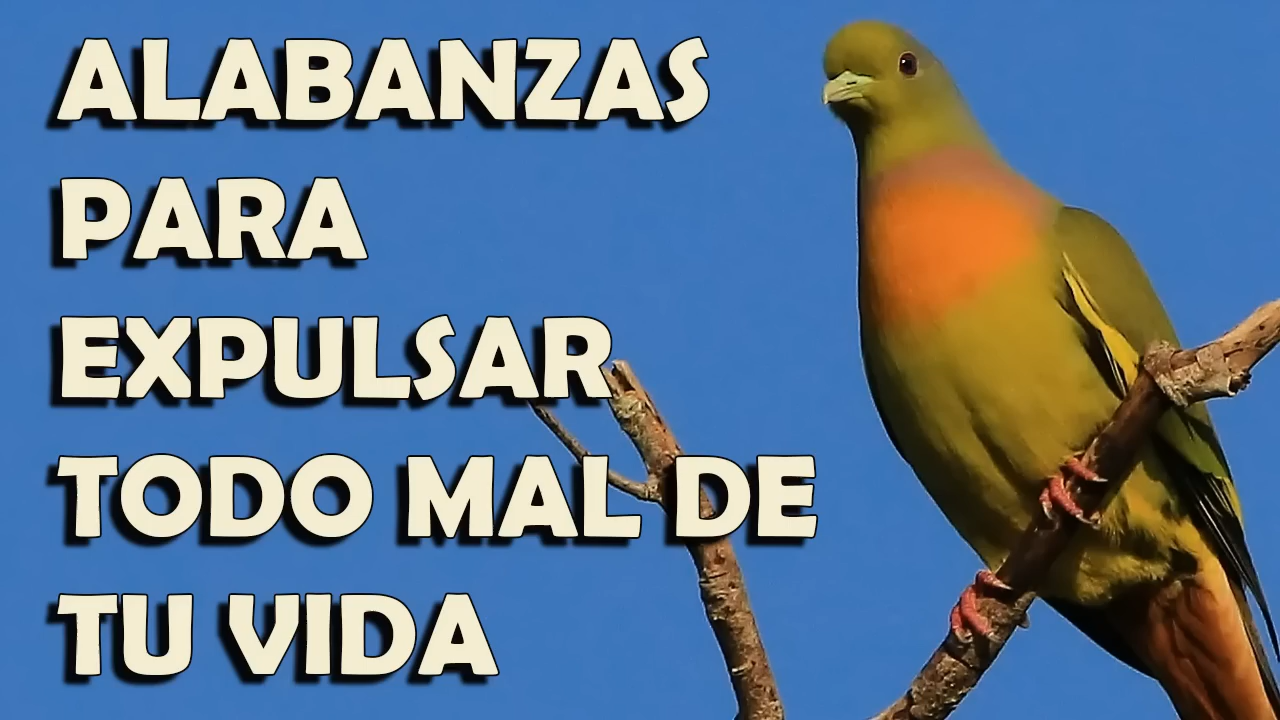 ALABANZAS
PARA
EXPULSAR
TODO MAL DE
TU VIDA